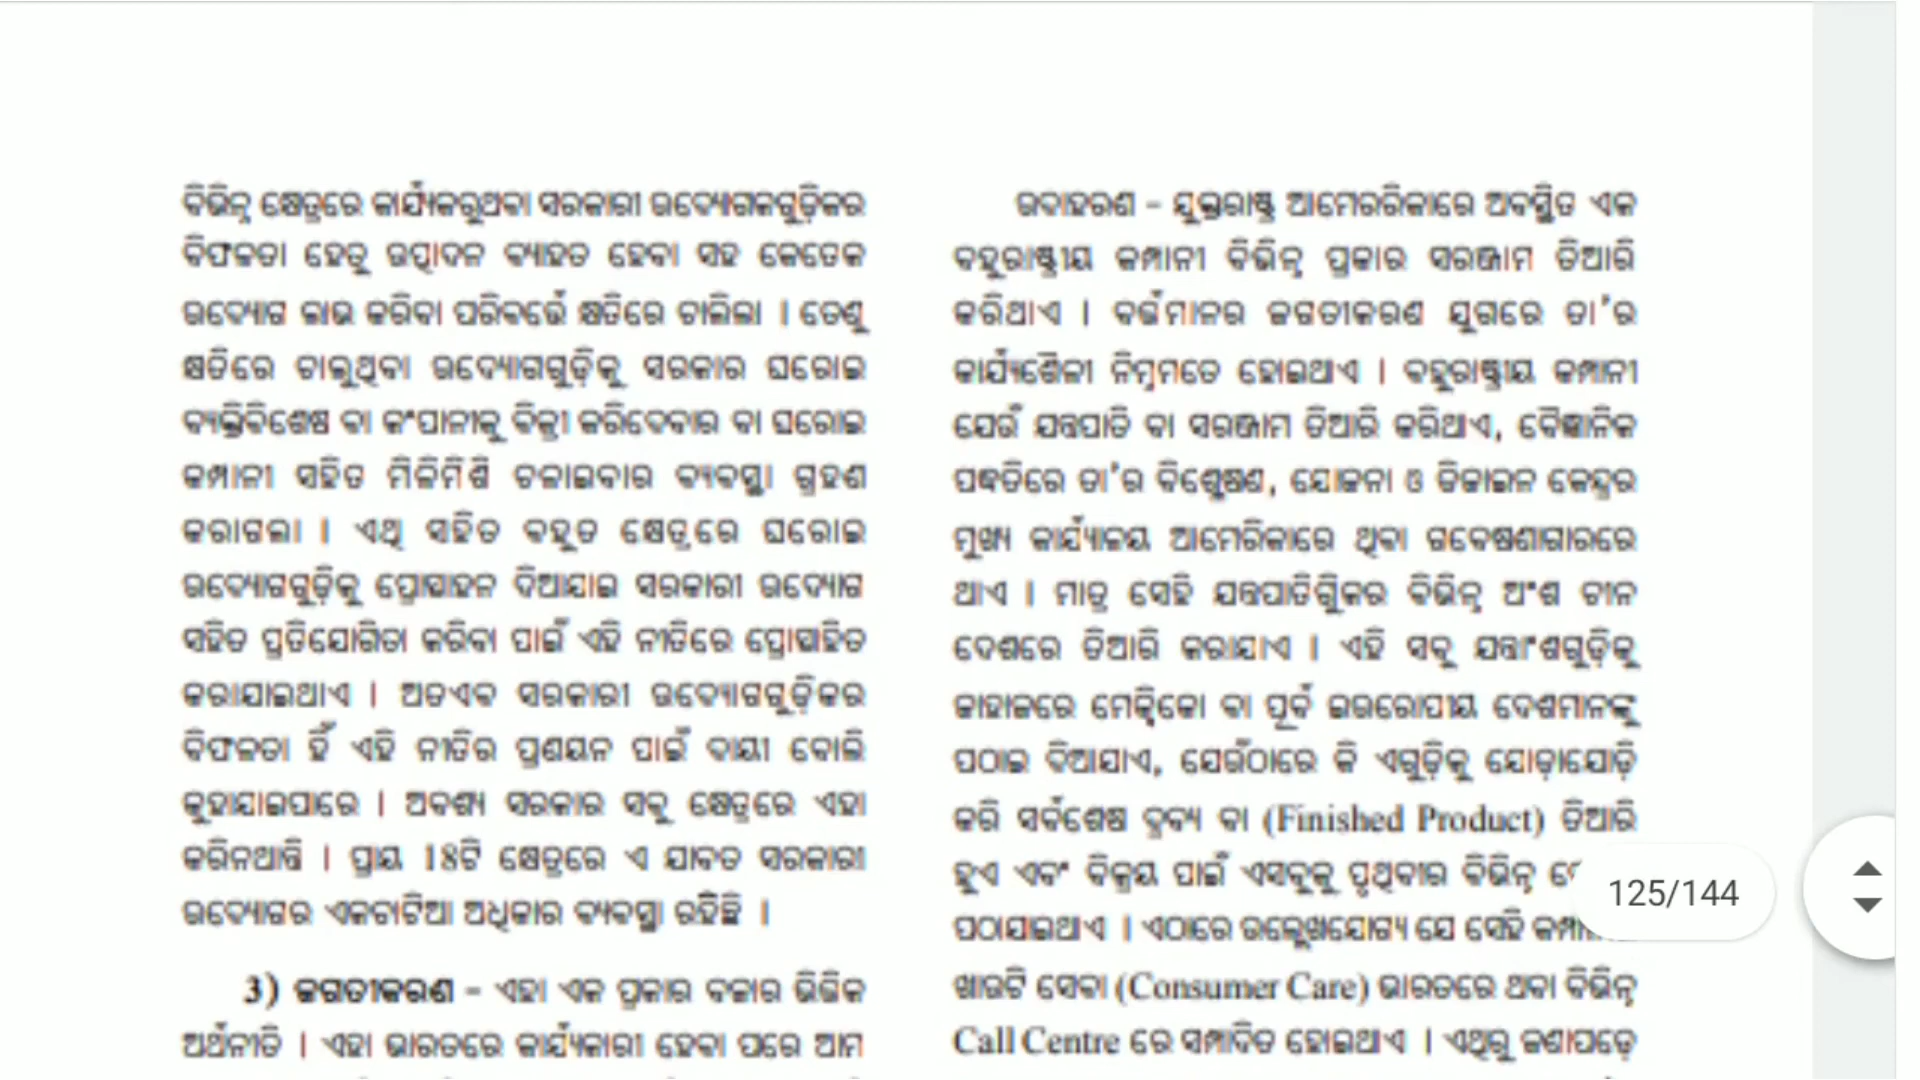 ବିଭିନ୍ନ କ୍ଷେତ୍ରରେ କାର୍ଯ୍ୟକରୁଥିବା ସରକାରୀ ଉଦ୍ୟୋଗକଗୁଡ଼ିକର
ବିଫଳତା ହେତୁ ଉତ୍ପାଦନ ବ୍ୟାହତ ହେବା ସହ କେତେକ
ଉଦ୍ୟୋଗ ଲାଭ କରିବା ପରିବର୍ତ୍ତେ କ୍ଷତିରେ ଚାଲିଲା । ତେଣୁ
କ୍ଷତିରେ ଚାଲୁଥିବା ଉଦ୍ୟୋଗଗୁଡ଼ିକୁ ସରକାର ଘରୋଇ
ବ୍ୟକ୍ତିବିଶେଷ ବା କଂପାନୀକୁ ବିକ୍ରୀ କରିଦେବାର ବା ଘରୋଇ
କମ୍ପାନୀ ସହିତ ମିଳିମିଶି ଚଳାଇବାର ବ୍ୟବସ୍ଥା ଗ୍ରହଣ
କରାଗଲା । ଏଥି ସହିତ ବହୁତ କ୍ଷେତ୍ରରେ ଘରୋଇ
ଉଦ୍ୟୋଗଗୁଡ଼ିକୁ ପ୍ରୋତ୍ସାହନ ଦିଆଯାଇ ସରକାରୀ ଉଦ୍ୟୋଗ
ସହିତ ପ୍ରତିଯୋଗିତା କରିବା ପାଇଁ ଏହି ନୀତିରେ ପ୍ରୋତ୍ସାହିତ
କରାଯାଇଥାଏ । ଅତଏବ ସରକାରୀ ଉଦ୍ୟୋଗଗୁଡ଼ିକର
ବିଫଳତା ହିଁ ଏହି ନୀତିର ପ୍ରଣୟନ ପାଇଁ ଦାୟୀ ବୋଲି
କୁହାଯାଇପାରେ । ଅବଶ୍ୟ ସରକାର ସବୁ କ୍ଷେତ୍ରରେ ଏହା
କରିନଥାନ୍ତି । ପ୍ରାୟ 18ଟି କ୍ଷେତ୍ରରେ ଏ ଯାବତ ସରକାରୀ
ଉଦ୍ୟୋଗର ଏକଚାଟିଆ ଅଧିକାର ବ୍ୟବସ୍ଥା ରହିଛି ।
3) ଜଗତୀକରଣ - ଏହା ଏକ ପ୍ରକାର ବଜାର ଭିତ୍ତିକ
ଅର୍ଥନୀତି । ଏହା ଭାରତରେ କାର୍ଯ୍ୟକାରୀ ହେବା ପରେ ଆମ
ଉଦାହରଣ - ଯୁକ୍ତରାଷ୍ଟ୍ର ଆମେରରିକାରେ ଅବସ୍ଥିତ ଏକ
ବହୁରାଷ୍ଟ୍ରୀୟ କମ୍ପାନୀ ବିଭିନ୍ନ ପ୍ରକାର ସରଞ୍ଜାମ ତିଆରି
କରିଥାଏ । ବର୍ତ୍ତମାନର ଜଗତୀକରଣ ଯୁଗରେ ତା'ର
କାର୍ଯ୍ୟଶୈଳୀ ନିମ୍ନମତେ ହୋଇଥାଏ । ବହୁରାଷ୍ଟ୍ରୀୟ କମ୍ପାନୀ
ଯେଉଁ ଯନ୍ତ୍ରପାତି ବା ସରଞ୍ଜାମ ତିଆରି କରିଥାଏ, ବୈଜ୍ଞାନିକ
ପଦ୍ଧତିରେ ତା'ର ବିଶ୍ଳେଷଣ, ଯୋଜନା ଓ ଡିଜାଇନ କେନ୍ଦ୍ରର
ମୁଖ୍ୟ କାର୍ଯ୍ୟାଳୟ ଆମେରିକାରେ ଥିବା ଗବେଷଣାଗାରରେ
ଥାଏ । ମାତ୍ର ସେହି ଯନ୍ତ୍ରପାତିଗୁିକର ବିଭିନ୍ନ ଅଂଶ ଚୀନ
ଦେଶରେ ତିଆରି କରାଯାଏ । ଏହି ସବୁ ଯନ୍ତ୍ରାଂଶଗୁଡ଼ିକୁ
ଜାହାଜରେ ମେକ୍ସିକୋ ବା ପୂର୍ବ ଇଉରୋପୀୟ ଦେଶମାନଙ୍କୁ
ପଠାଇ ଦିଆଯାଏ, ଯେଉଁଠାରେ କି ଏଗୁଡ଼ିକୁ ଯୋଡ଼ାଯୋଡ଼ି
କରି ସର୍ବଶେଷ ଦ୍ରବ୍ୟ ବା (Finished Product) ତିଆରି
ହୁଏ ଏବଂ ବିକ୍ରୟ ପାଇଁ ଏସବୁକୁ ପୃଥିବୀର ବିଭିନ୍ନ
ପଠାଯାଇଥାଏ । ଏଠାରେ ଉଲ୍ଲେଖଯୋଗ୍ୟ ଯେ ସେହି
ଖାଉଟି ସେବା (Consumer Care) ଭାରତରେ ଥିବା ବିଭିନ୍ନ
Call Centre ରେ ସମ୍ପାଦିତ ହୋଇଥାଏ । ଏଥିରୁ ଜଣାପଡ଼େ
125/144